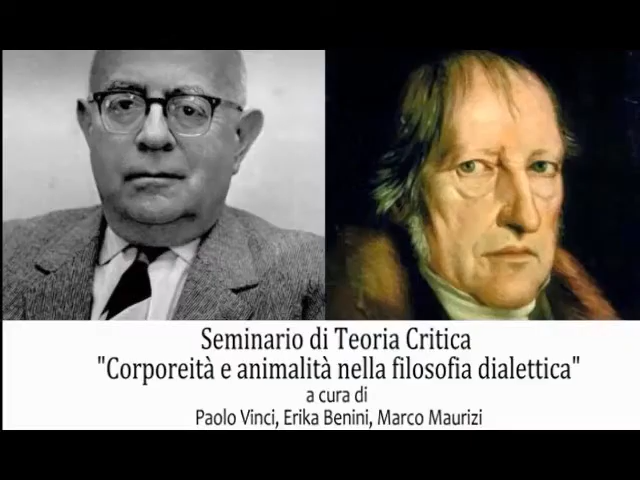 Seminario di Teoria Critica
"Corporeità e animalità nella filosofia dialettica"
a cura di
Paolo Vinci, Erika Benini, Marco Maurizi